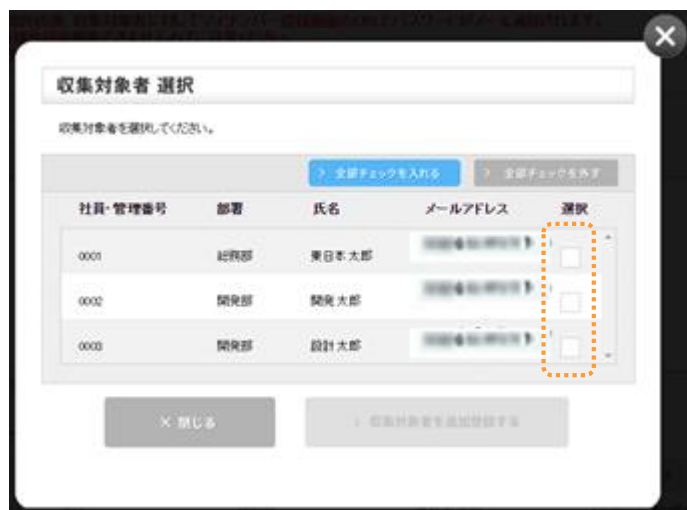 収集対象者 選択
収集対象者を選択してください。
全部チェックを入れる 全部チェックを外す
社員・管理番号 部署 氏名 メールアドレス 選択
0001 総務部 東日本 太郎
0002 開発部 開発 太郎
0003 開発部 設計 太郎
× 閉じる 収集対象者を追加登録する